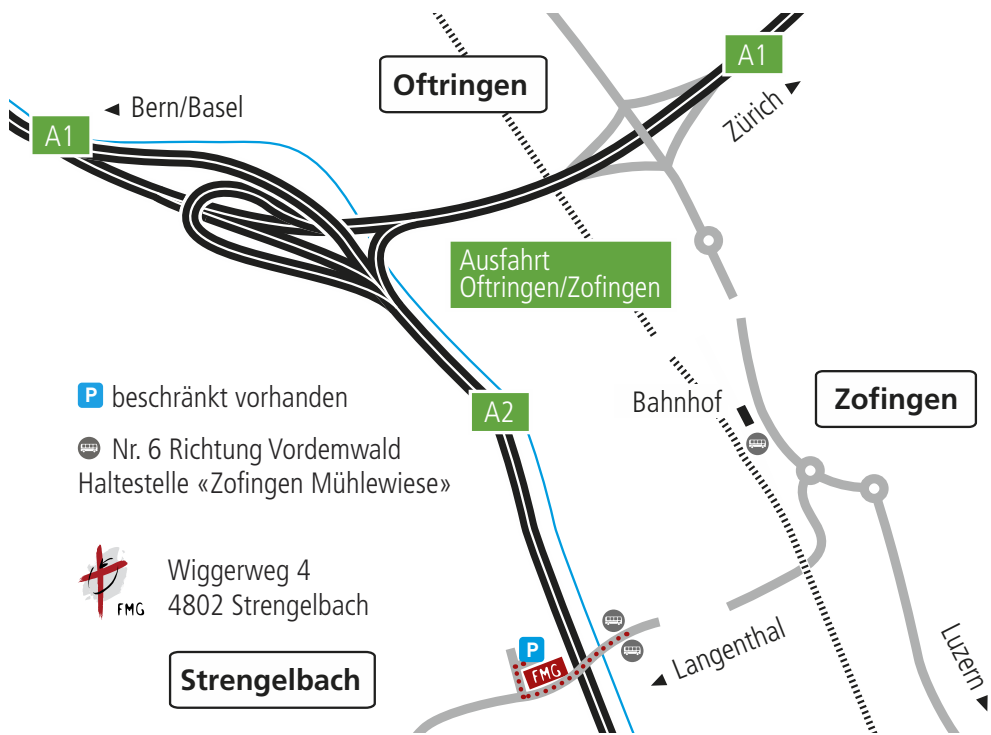 Oftringen
A1
Zürich
Bern/Basel
A1
Ausfahrt
Oftringen/Zofingen
P beschränkt vorhanden
A2
Bahnhof
Zofingen
Nr. 6 Richtung Vordemwald
Haltestelle «Zofingen Mühlewiese»
FMG
Wiggerweg 4
4802 Strengelbach
P
FMG
Strengelbach
Langenthal
Luzern